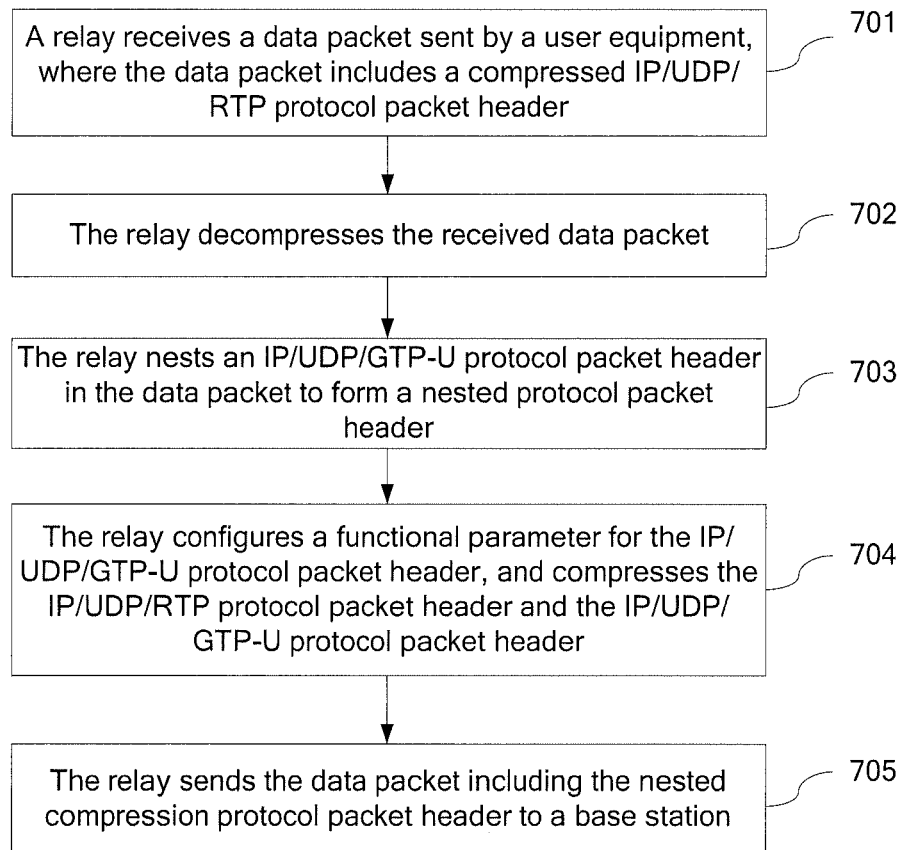 A relay receives a data packet sent by a user equipment,
where the data packet includes a compressed IP/UDP/
RTP protocol packet header
701
The relay decompresses the received data packet
702
The relay nests an IP/UDP/GTP-U protocol packet header
in the data packet to form a nested protocol packet
header
703
The relay configures a functional parameter for the IP/
UDP/GTP-U protocol packet header, and compresses the
IP/UDP/RTP protocol packet header and the IP/UDP/
GTP-U protocol packet header
704
The relay sends the data packet including the nested
compression protocol packet header to a base station
705